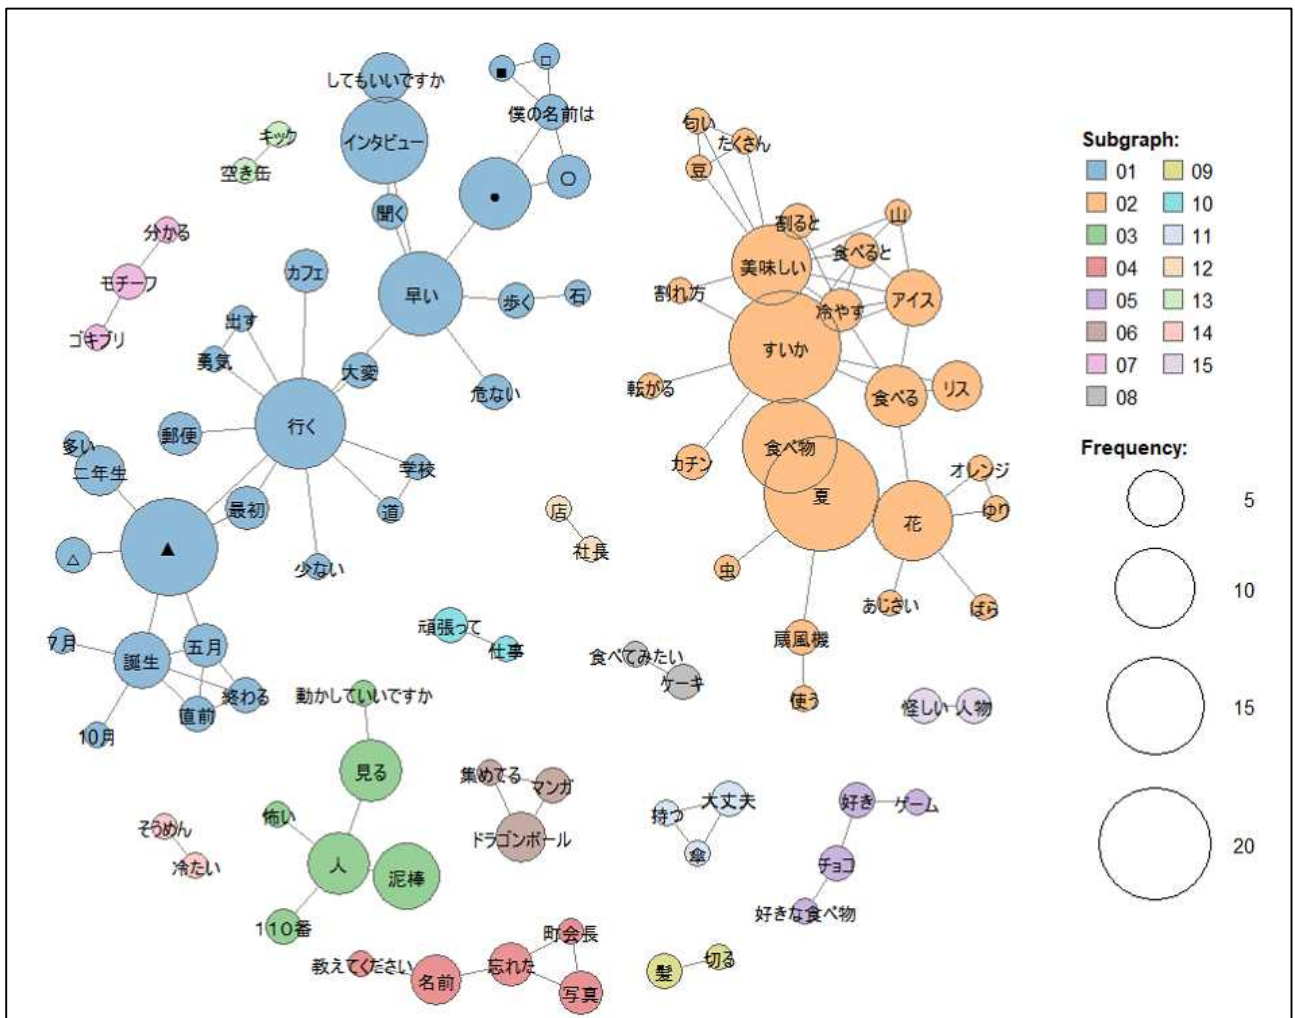 してもいいですか
インタビュー
聞く
■
□
僕の名前は
●
○
キック
空き缶
分かる
モチーフ
ゴキブリ
カフェ
早い
歩く
石
出す
勇気
大変
危ない
行く
郵便
多い
二年生
最初
学校
道
▲
△
少ない
7月
誕生
五月
直前
終わる
10月
匂い
たくさん
豆
割ると
山
美味しい
食べると
割れ方
冷やす
アイス
すいか
転がる
食べる
リス
カチン
食べ物
夏
オレンジ
ゆり
花
虫
あじさい
ばら
扇風機
使う
店
社長
頑張って
仕事
食べてみたい
ケーキ
怪しい
人物
動かしていいですか
見る
怖い
人
泥棒
110番
そうめん
冷たい
集めてる
マンガ
ドラゴンボール
大丈夫
持つ
傘
好き
ゲーム
チョコ
好きな食べ物
教えてください
名前
忘れた
町会長
写真
髪
切る
Subgraph:
01 09
02 10
03 11
04 12
05 13
06 14
07 15
08
Frequency:
5
10
15
20